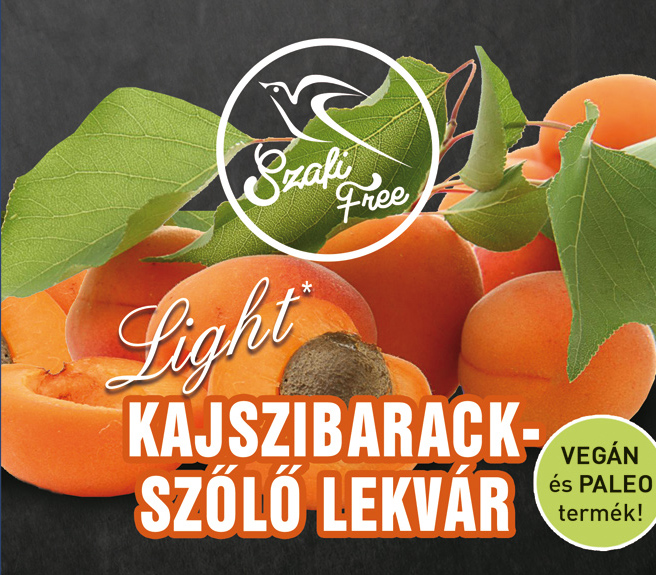 Szafi
Free
Light*
KAJSZIBARACK-
SZŐLŐ LEKVÁR
VEGÁN
és PALEO
termék!